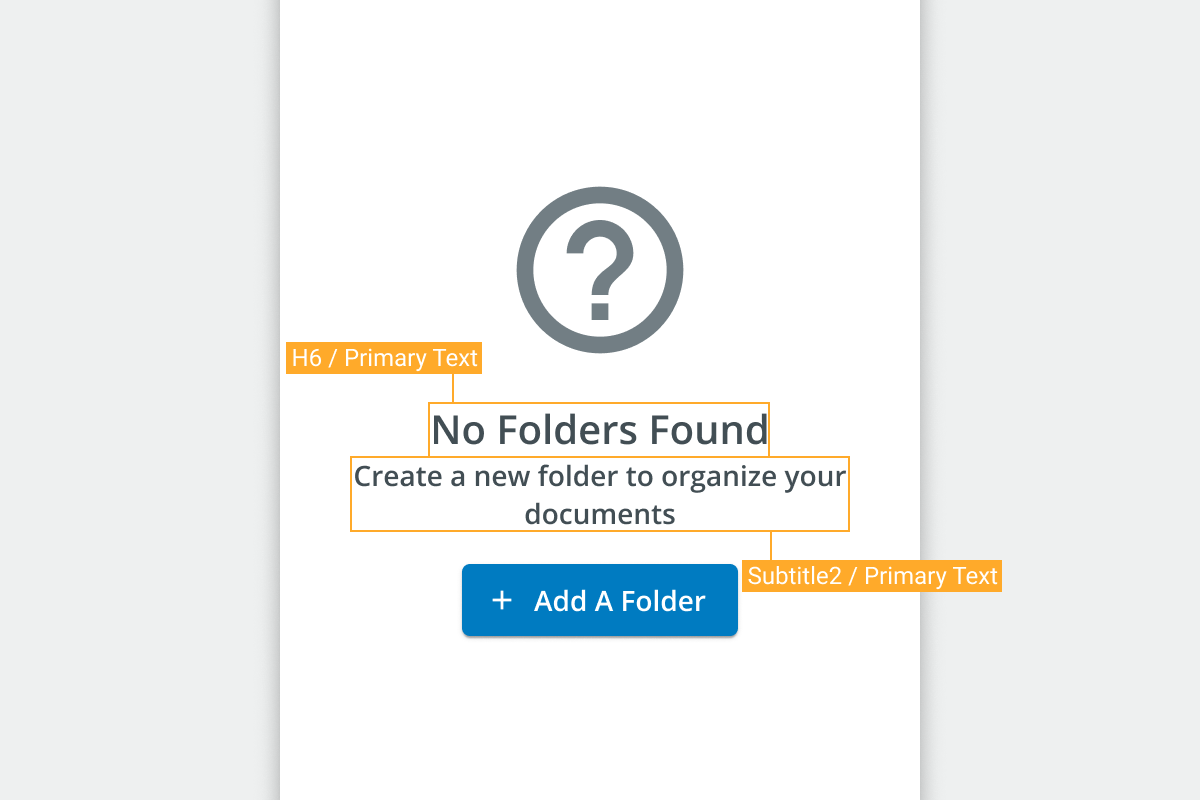 H6 / Primary Text
No Folders Found
Create a new folder to organize your
documents
Subtitle2 / Primary Text
+ Add A Folder